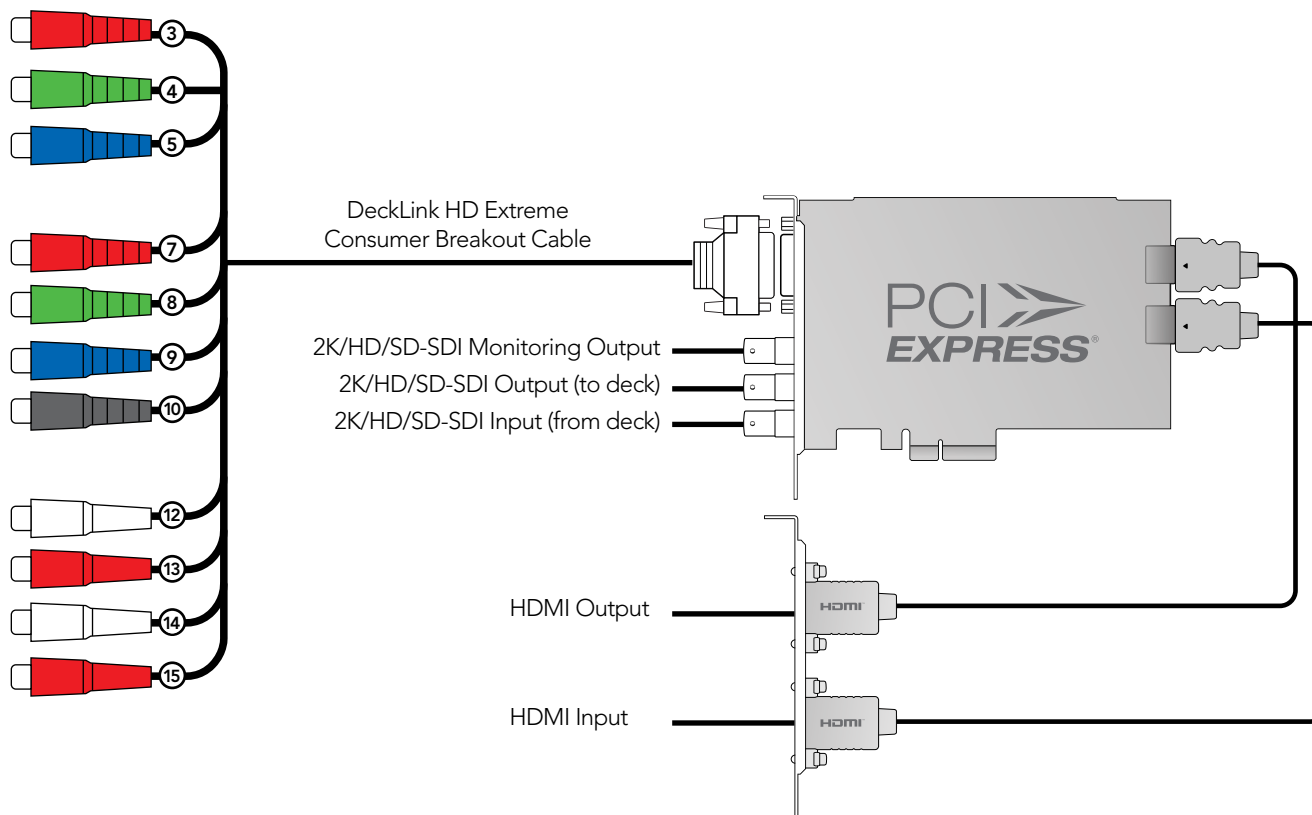 3
4
5
7
8
9
10
12
13
14
15
DeckLink HD Extreme
Consumer Breakout Cable
2K/HD/SD-SDI Monitoring Output
2K/HD/SD-SDI Output (to deck)
2K/HD/SD-SDI Input (from deck)
PCI
EXPRESS®
HDMI Output
HDMI
HDMI Input
HDMI